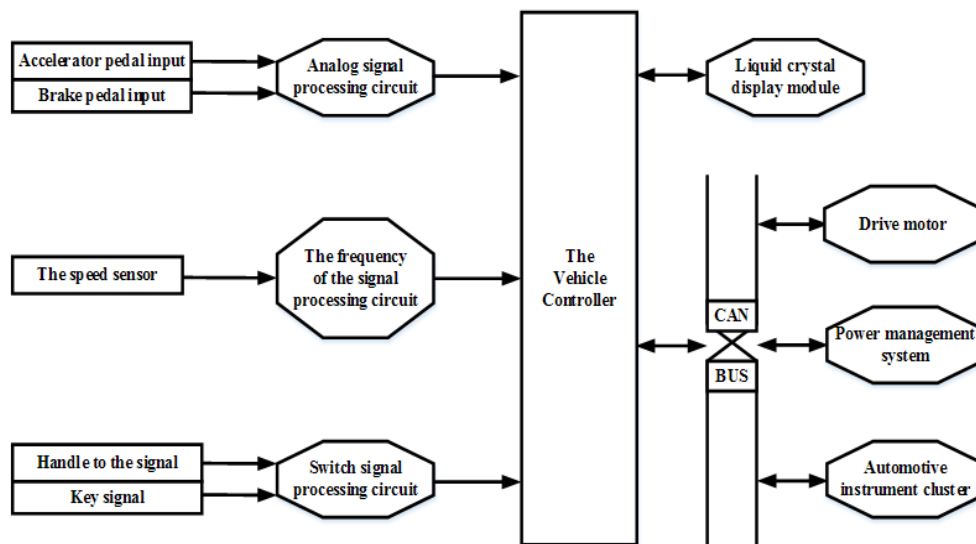 Accelerator pedal input
Brake pedal input
Analog signal
processing circuit
Liquid crystal
display module
The speed sensor
The frequency
of the signal
processing circuit
The
Vehicle
Controller
Drive motor
CAN
BUS
Power management
system
Handle to the signal
Key signal
Switch signal
processing circuit
Automotive
instrument cluster